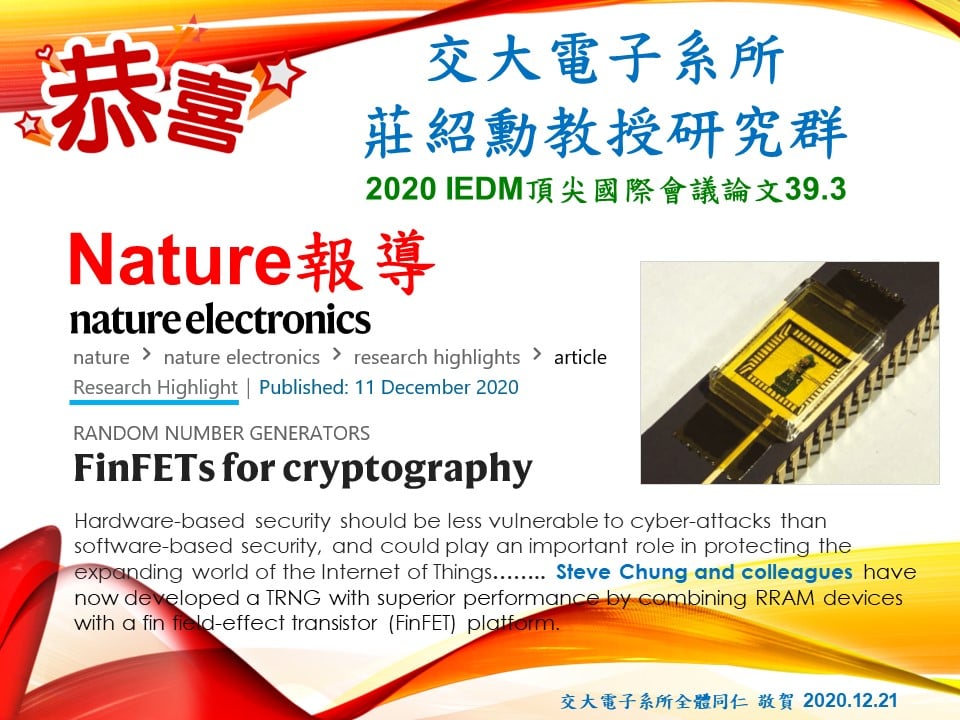 恭喜
交大電子系所
莊紹勳教授研究群
2020 IEDM頂尖國際會議論文39.3
Nature報導
nature electronics
nature > nature electronics > research highlights > article
Research Highlight | Published: 11 December 2020
RANDOM NUMBER GENERATORS
FinFETs for cryptography
Hardware-based security should be less vulnerable to cyber-attacks than
software-based security, and could play an important role in protecting the
expanding world of the Internet of Things…….. Steve Chung and colleagues have
now developed a TRNG with superior performance by combining RRAM devices
with a fin field-effect transistor (FinFET) platform.
交大電子系所全體同仁 敬賀 2020.12.21